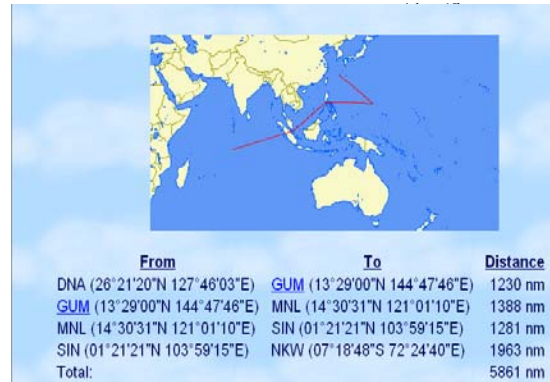 From To Distance
DNA (26°21'20"N 127°46'03"E) GUM (13°29'00"N 144°47'46"E) 1230 nm
GUM (13°29'00"N 144°47'46"E) MNL (14°30'31"N 121°01'10"E) 1388 nm
MNL (14°30'31"N 121°01'10"E) SIN (01°21'21"N 103°59'15"E) 1281 nm
SIN (01°21'21"N 103°59'15"E) NKW (07°18'48"S 72°24'40"E) 1963 nm
Total: 5861 nm